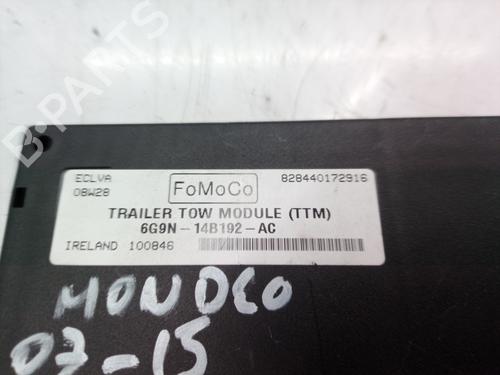 ECLVA
08W28
FoMoCo
828440172916
TRAILER TOW MODULE (TTM)
6G9N-14B192-AC
IRELAND 100846
MONDEO
07-15
B-PARTS